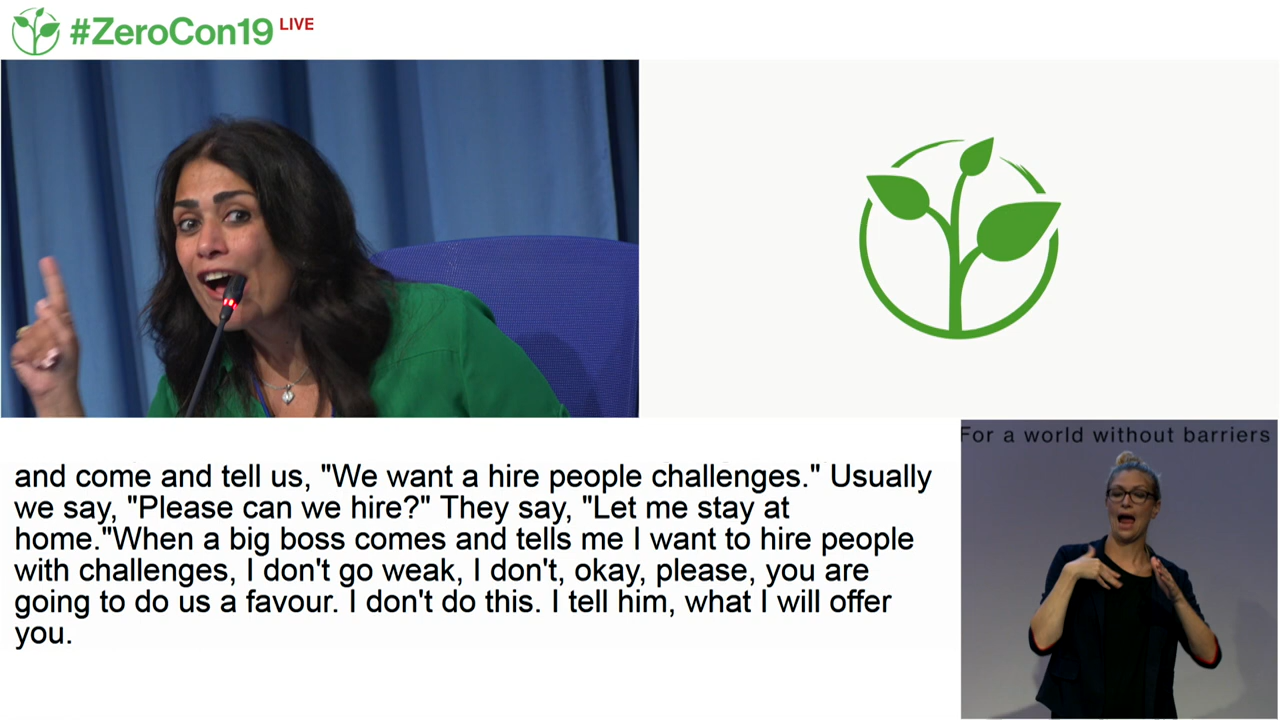 #ZeroCon19 LIVE
and come and tell us, "We want a hire people challenges." Usually
we say, "Please can we hire?" They say, "Let me stay at
home."When a big boss comes and tells me I want to hire people
with challenges, I don't go weak, I don't, okay, please, you are
going to do us a favour. I don't do this. I tell him, what I will offer
you.
For a world without barriers